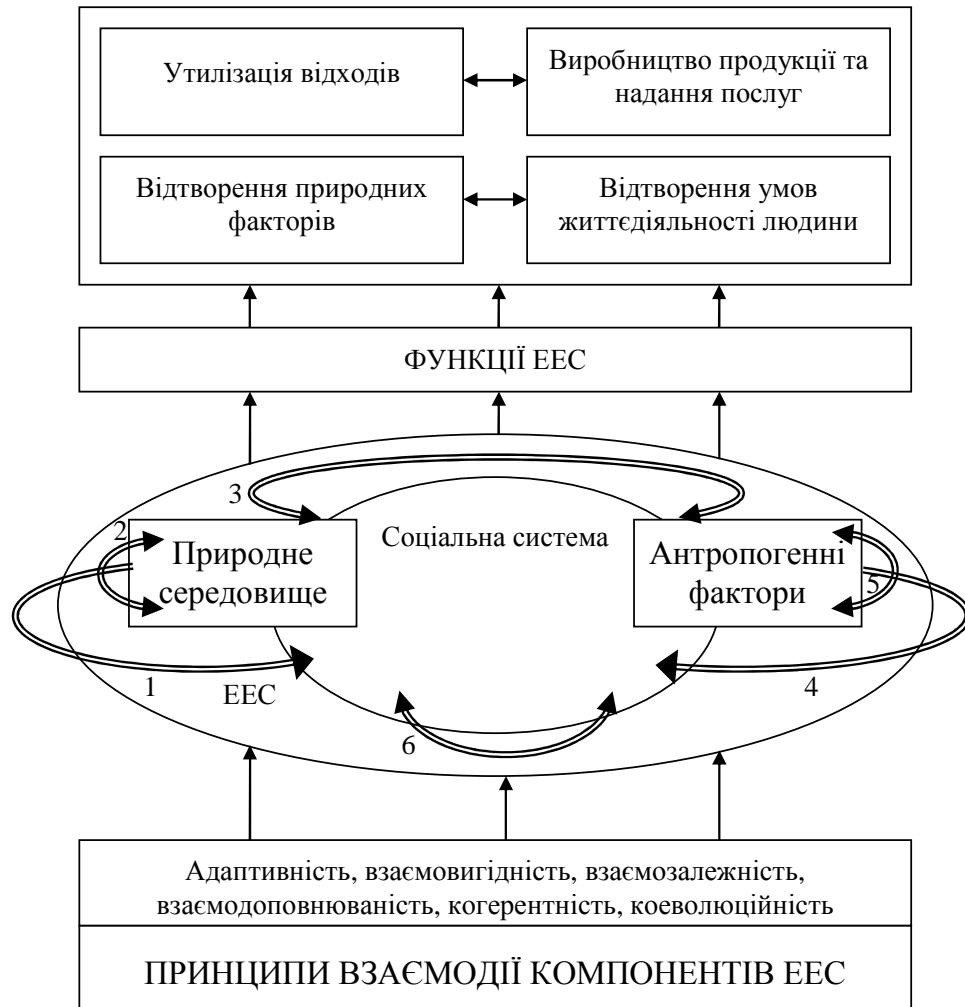 Утилізація відходів
Виробництво продукції та
надання послуг
Відтворення природних
факторів
Відтворення умов
життєдіяльності людини
ФУНКЦІЇ ЕЕС
3
2
Соціальна система
Природне
середовище
Антропогенні
фактори
5
1
ЕЕС
4
6
Адаптивність, взаємовигідність, взаємозалежність,
взаємодоповнюваність, когерентність, коеволюційність
ПРИНЦИПИ ВЗАЄМОДІЇ КОМПОНЕНТІВ ЕЕС